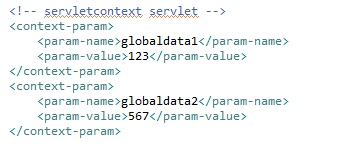 <!-- servletcontext servlet -->
<context-param>
<param-name>globaldata1</param-name>
<param-value>123</param-value>
</context-param>
<context-param>
<param-name>globaldata2</param-name>
<param-value>567</param-value>
</context-param>